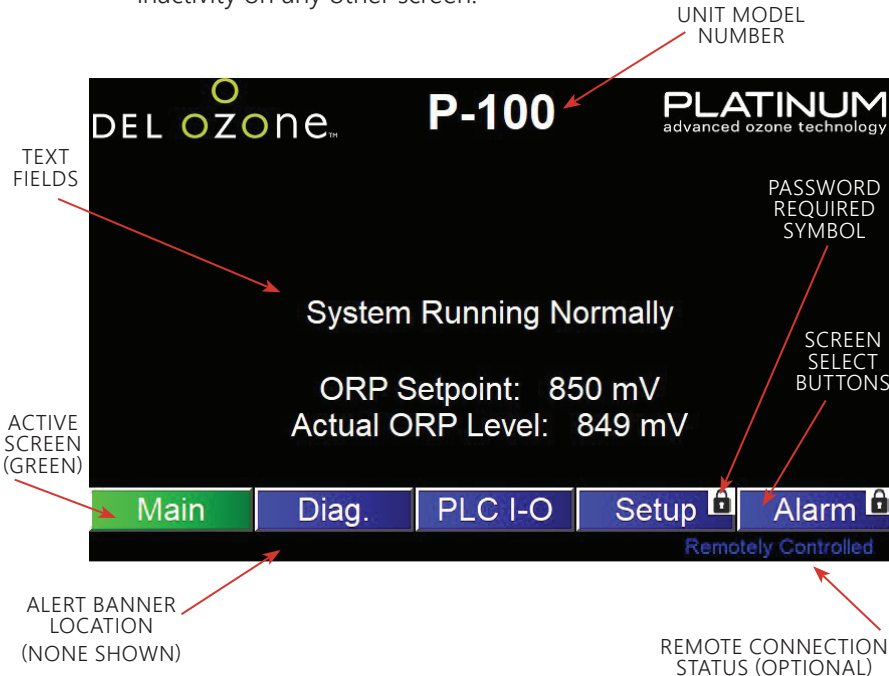 inactivity on any other screen.
UNIT MODEL
NUMBER
DEL ozone™
P-100
PLATINUM
advanced ozone technology
TEXT
FIELDS
PASSWORD
REQUIRED
SYMBOL
System Running Normally
SCREEN
SELECT
BUTTONS
ORP Setpoint: 850 mV
Actual ORP Level: 849 mV
ACTIVE
SCREEN
(GREEN)
Main
Diag.
PLC I-O
Setup
Alarm
Remotely Controlled
ALERT BANNER
LOCATION
(NONE SHOWN)
REMOTE CONNECTION
STATUS (OPTIONAL)